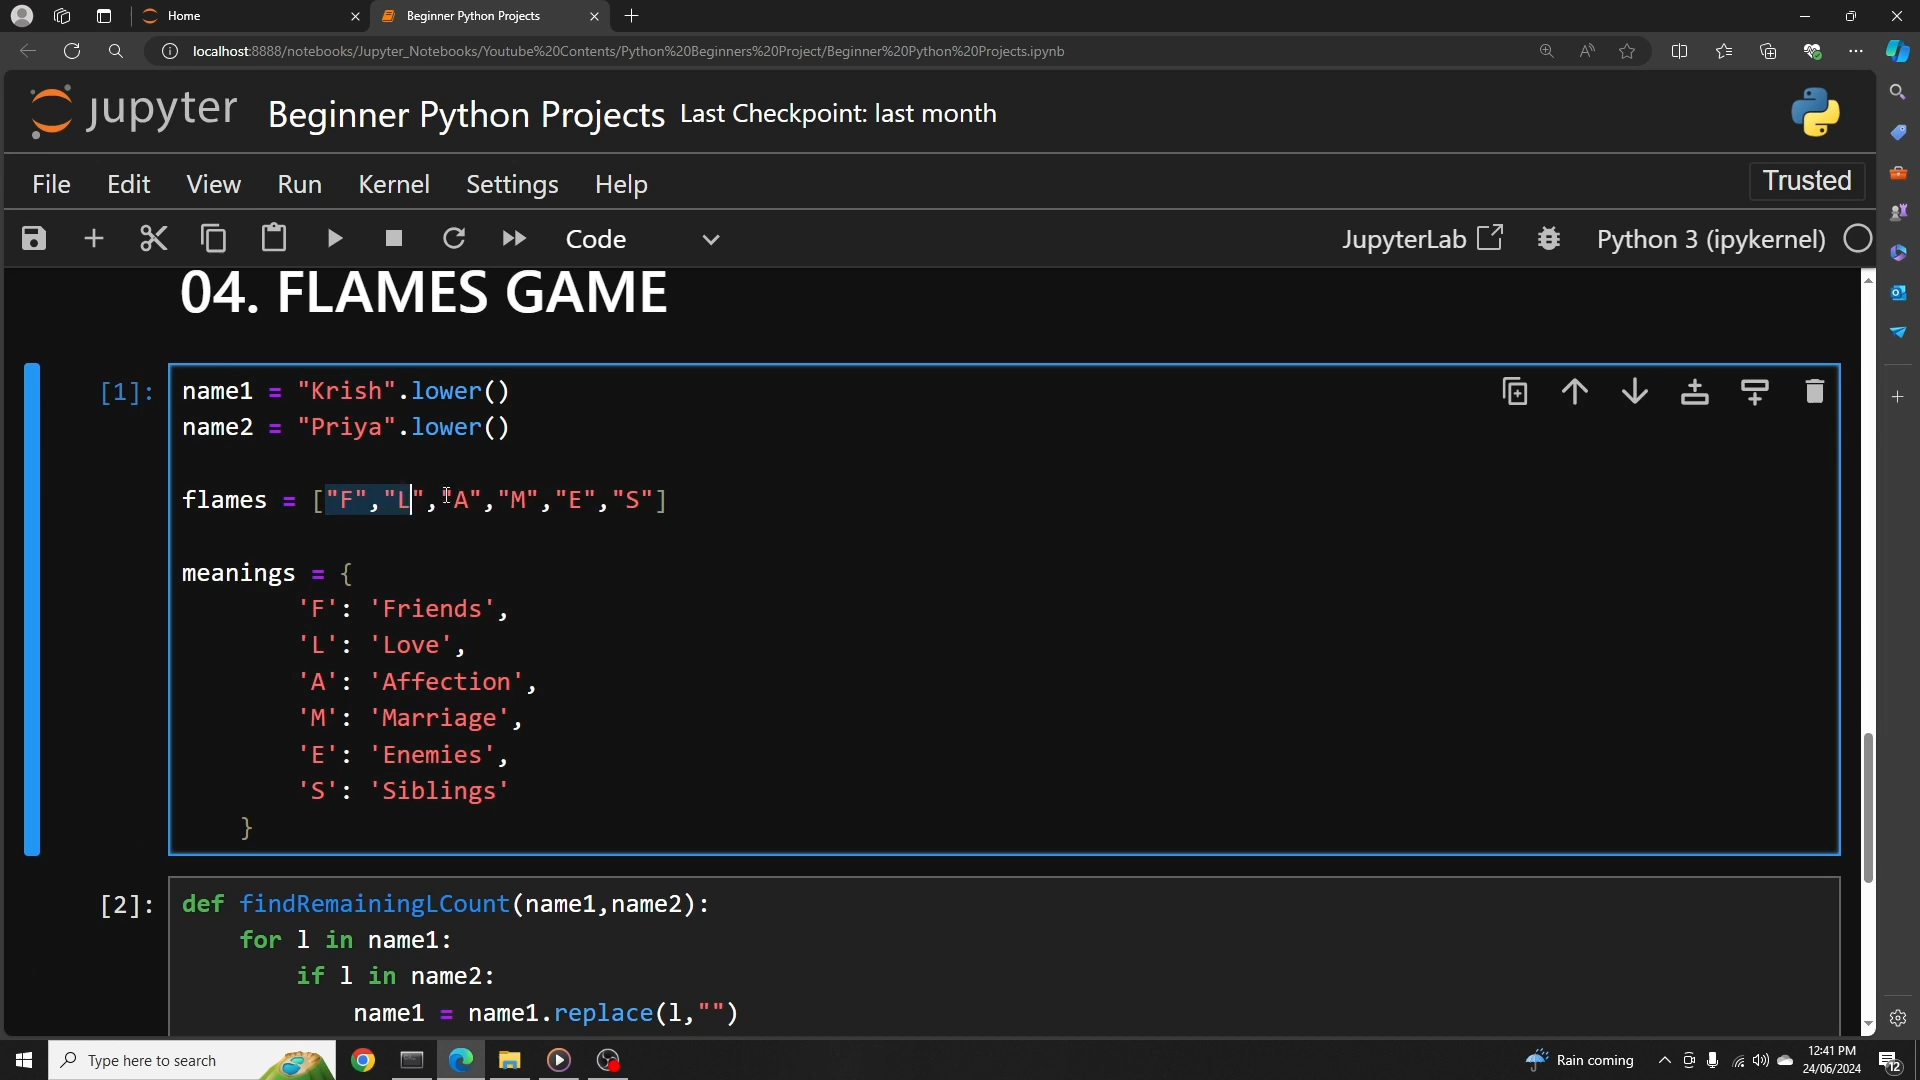 Home
Beginner Python Projects
localhost:8888/notebooks/Jupyter_Notebooks/Youtube%20Contents/Python%20Beginners%20Project/Beginner%20Python%20Projects.ipynb
jupyter Beginner Python Projects Last Checkpoint: last month
File Edit View Run Kernel Settings Help Trusted
Code JupyterLab Python 3 (ipykernel)
04. FLAMES GAME
[1]: name1 = "Krish".lower()
name2 = "Priya".lower()
flames = ["F","L","A","M","E","S"]
meanings = {
'F': 'Friends',
'L': 'Love',
'A': 'Affection',
'M': 'Marriage',
'E': 'Enemies',
'S': 'Siblings'
}
[2]: def findRemainingLCount(name1,name2):
for l in name1:
if l in name2:
name1 = name1.replace(l,"")
Type here to search
Rain coming
12:41 PM
24/06/2024
12